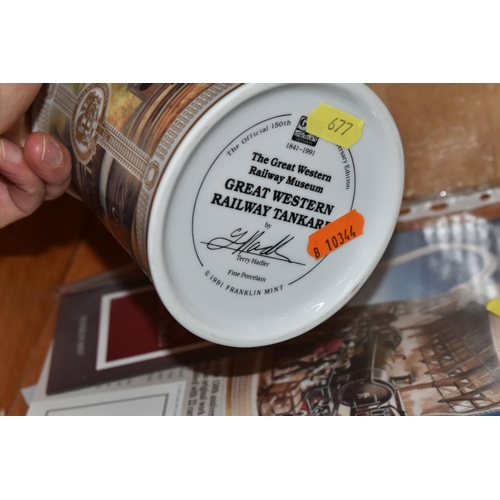 The Official 150th
677
1841-1991
The Great Western
Railway Museum
GREAT WESTERN
RAILWAY TANKARD
by
Terry Hadler
Fine Porcelain
©1991 FRANKLIN MINT
B 10344